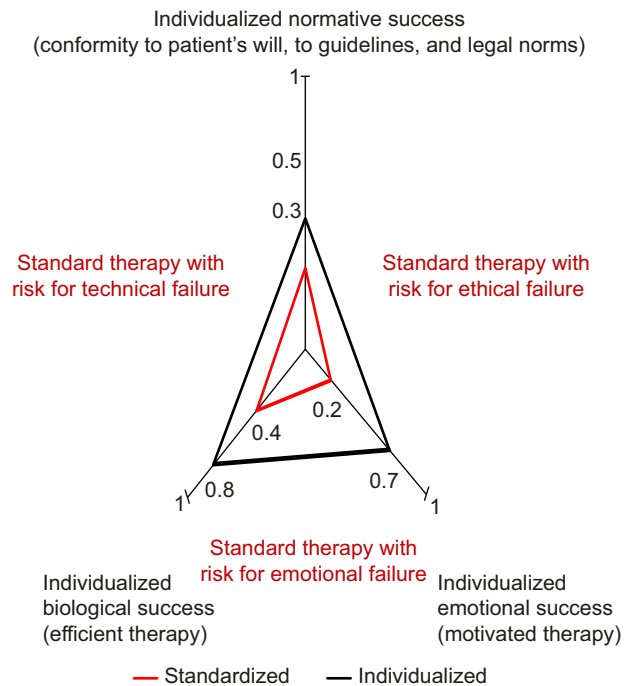 Individualized normative success
(conformity to patient's will, to guidelines, and legal norms)
1
0.5
0.3
Standard therapy with
risk for technical failure
Standard therapy with
risk for ethical failure
0.2
0.4
0.7
0.8
1
1
Standard therapy with
risk for emotional failure
Individualized
biological success
(efficient therapy)
Individualized
emotional success
(motivated therapy)
Standardized
Individualized